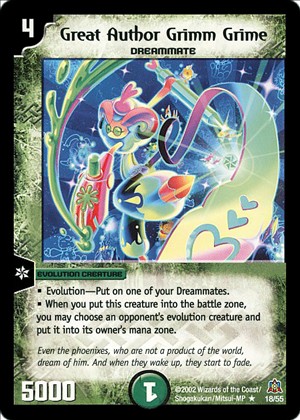 4
Great Author Grimm Grime
DREAMMATE
EVOLUTION CREATURE
■ Evolution—Put on one of your Dreammates.
■ When you put this creature into the battle zone,
you may choose an opponent's evolution creature and
put it into its owner's mana zone.
Even the phoenixes, who are not a product of the world,
dream of him. And when they wake up, they start to fade.
5000
1
©2002 Wizards of the Coast/
Shogakukan/Mitsui-MP ★ 18/55